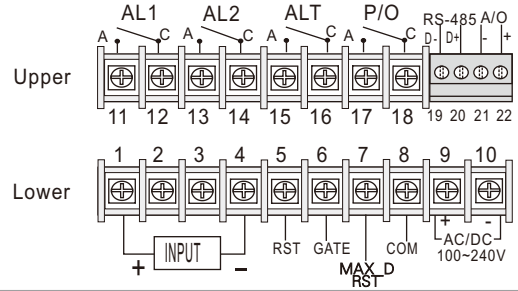 AL1 AL2 ALT P/O RS-485 A/O
A C A C A C A C D- D+ - +
Upper
11 12 13 14 15 16 17 18 19 20 21 22
1 2 3 4 5 6 7 8 9 10
Lower
+ INPUT - RST GATE MAX_D RST COM + - AC/DC 100~240V